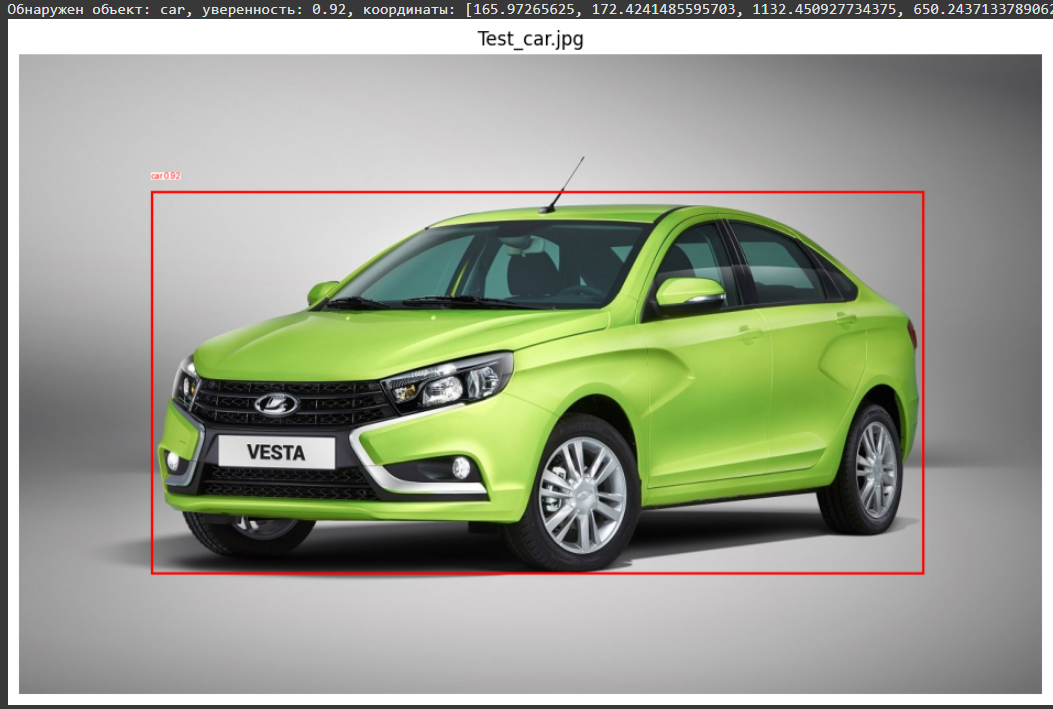 Обнаружен объект: car, уверенность: 0.92, координаты: [165.97265625, 172.4241485595703, 1132.450927734375, 650.2437133789062
Test_car.jpg
car 0.92
VESTA